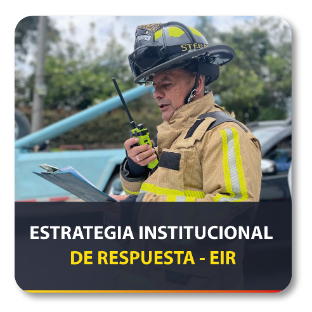 ESTRATEGIA INSTITUCIONAL
DE RESPUESTA - EIR